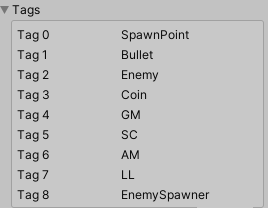 Tags
Tag 0 SpawnPoint
Tag 1 Bullet
Tag 2 Enemy
Tag 3 Coin
Tag 4 GM
Tag 5 SC
Tag 6 AM
Tag 7 LL
Tag 8 EnemySpawner